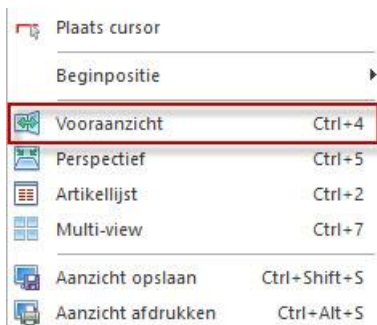 Plaats cursor
Beginpositie
Vooraanzicht Ctrl+4
Perspectief Ctrl+5
Artikellijst Ctrl+2
Multi-view Ctrl+7
Aanzicht opslaan Ctrl+Shift+S
Aanzicht afdrukken Ctrl+Alt+S